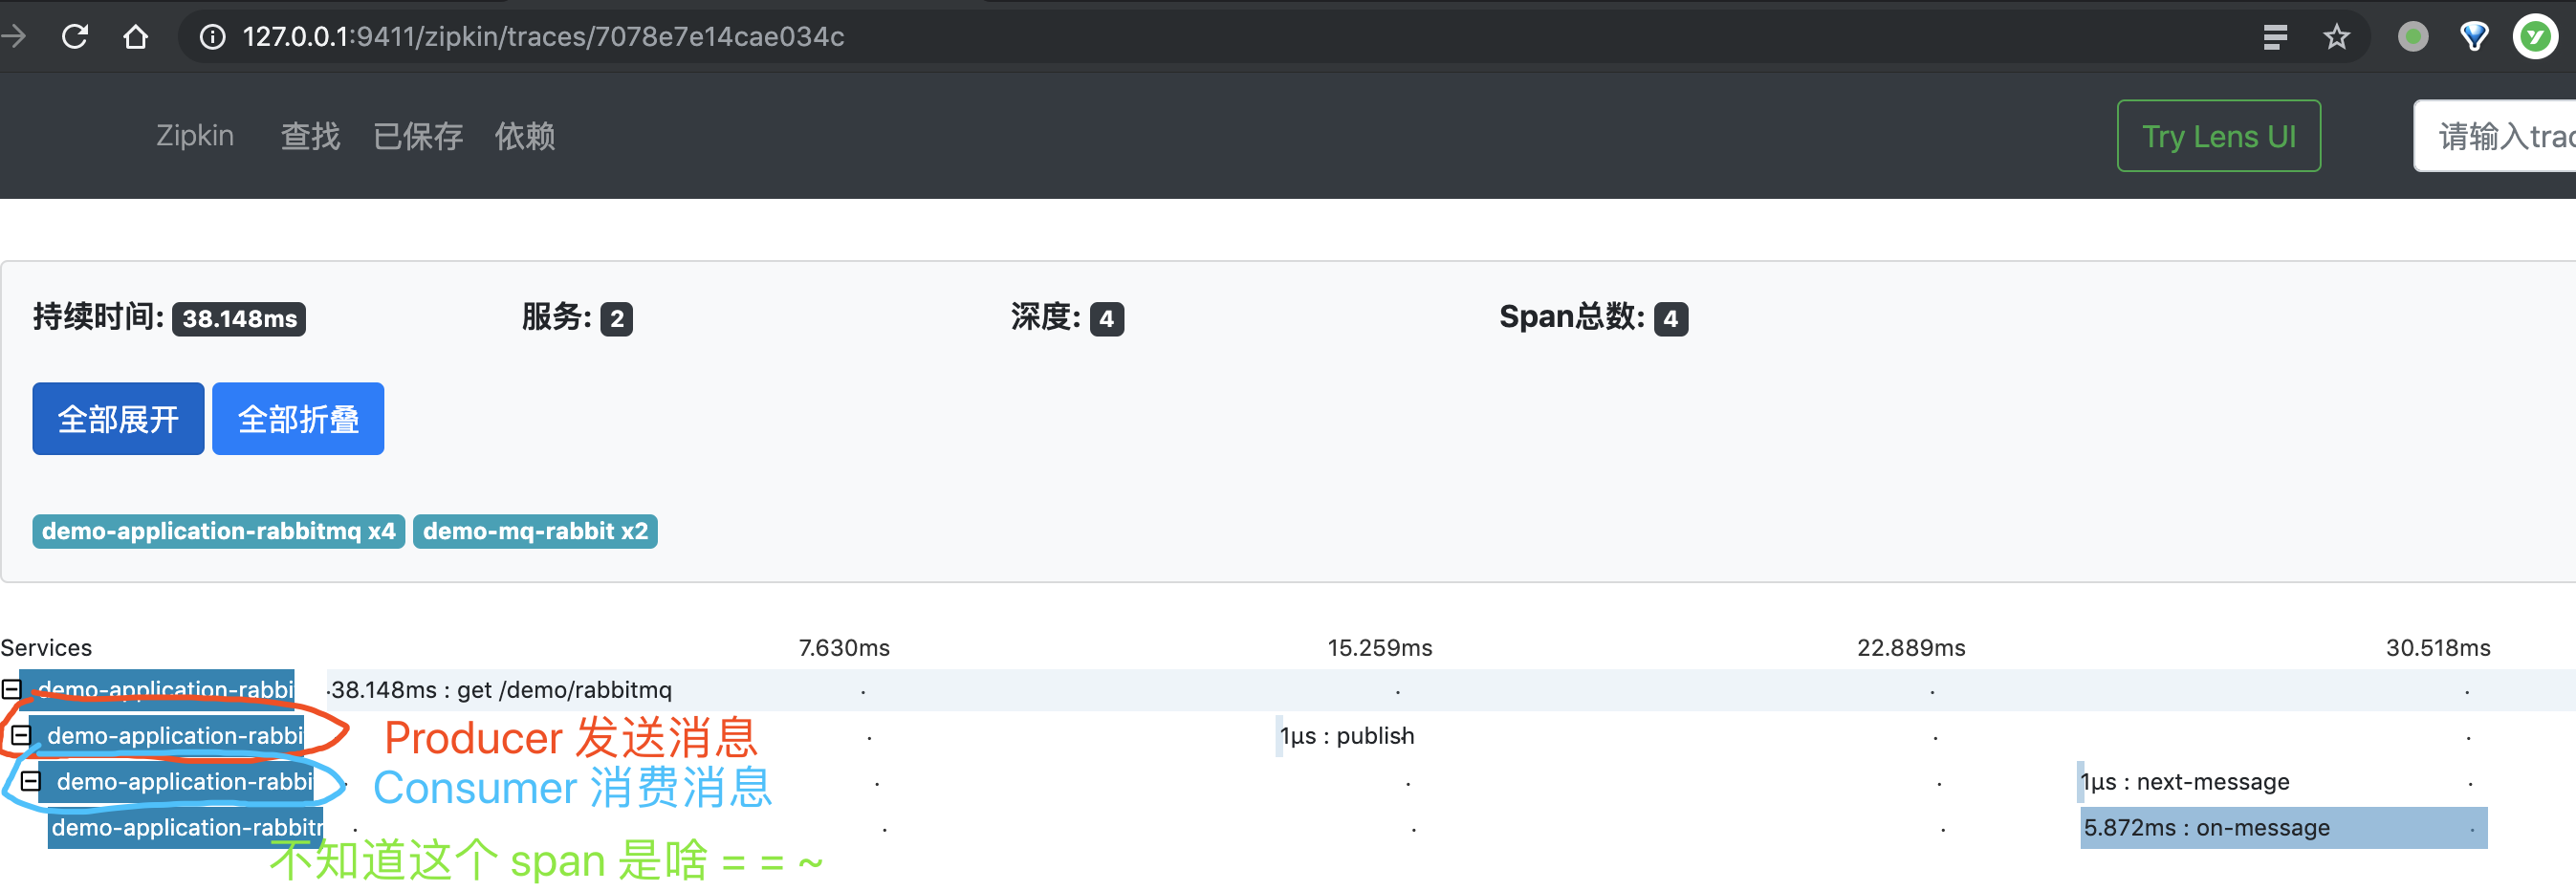 127.0.0.1:9411/zipkin/traces/7078e7e14cae034c
Zipkin 查找 已保存 依赖 Try Lens UI 请输入trac
持续时间: 38.148ms 服务: 2 深度: 4 Span总数: 4
全部展开 全部折叠
demo-application-rabbitmq x4 demo-mq-rabbit x2
Services 7.630ms 15.259ms 22.889ms 30.518ms
demo-application-rabbi 38.148ms : get /demo/rabbitmq
demo-application-rabbi Producer 发送消息 1μs : publish
demo-application-rabbi Consumer 消费消息 1μs : next-message
demo-application-rabbitr 5.872ms : on-message
不知道这个 span 是啥 = = ~